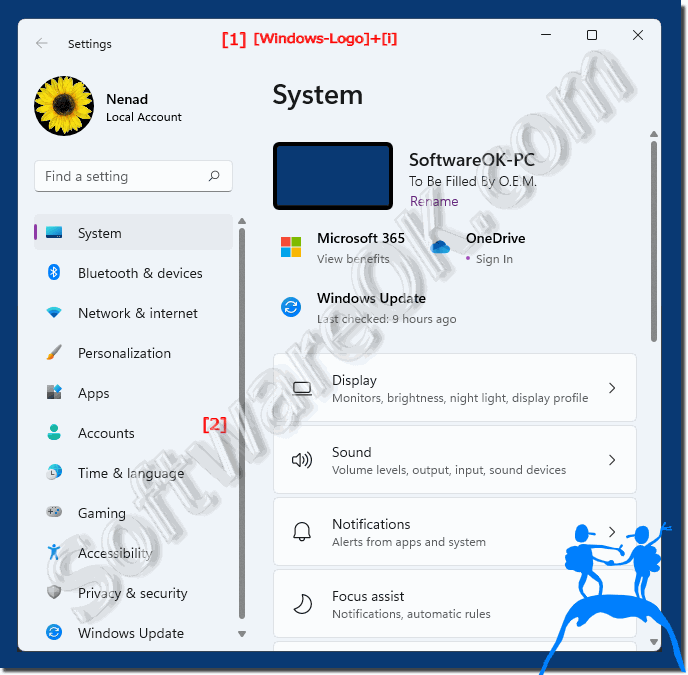 Settings
[1] [Windows-Logo]+[i]
Nenad
Local Account
Find a setting
System
Bluetooth & devices
Network & internet
Personalization
Apps
Accounts
[2]
Time & language
Gaming
Accessibility
Privacy & security
Windows Update
System
SoftwareOK-PC
To Be Filled By O.E.M.
Rename
Microsoft 365
View benefits
OneDrive
• Sign In
Windows Update
Last checked: 9 hours ago
Display
Monitors, brightness, night light, display profile
Sound
Volume levels, output, input, sound devices
Notifications
Alerts from apps and system
Focus assist
Notifications, automatic rules
SoftwareOK.com